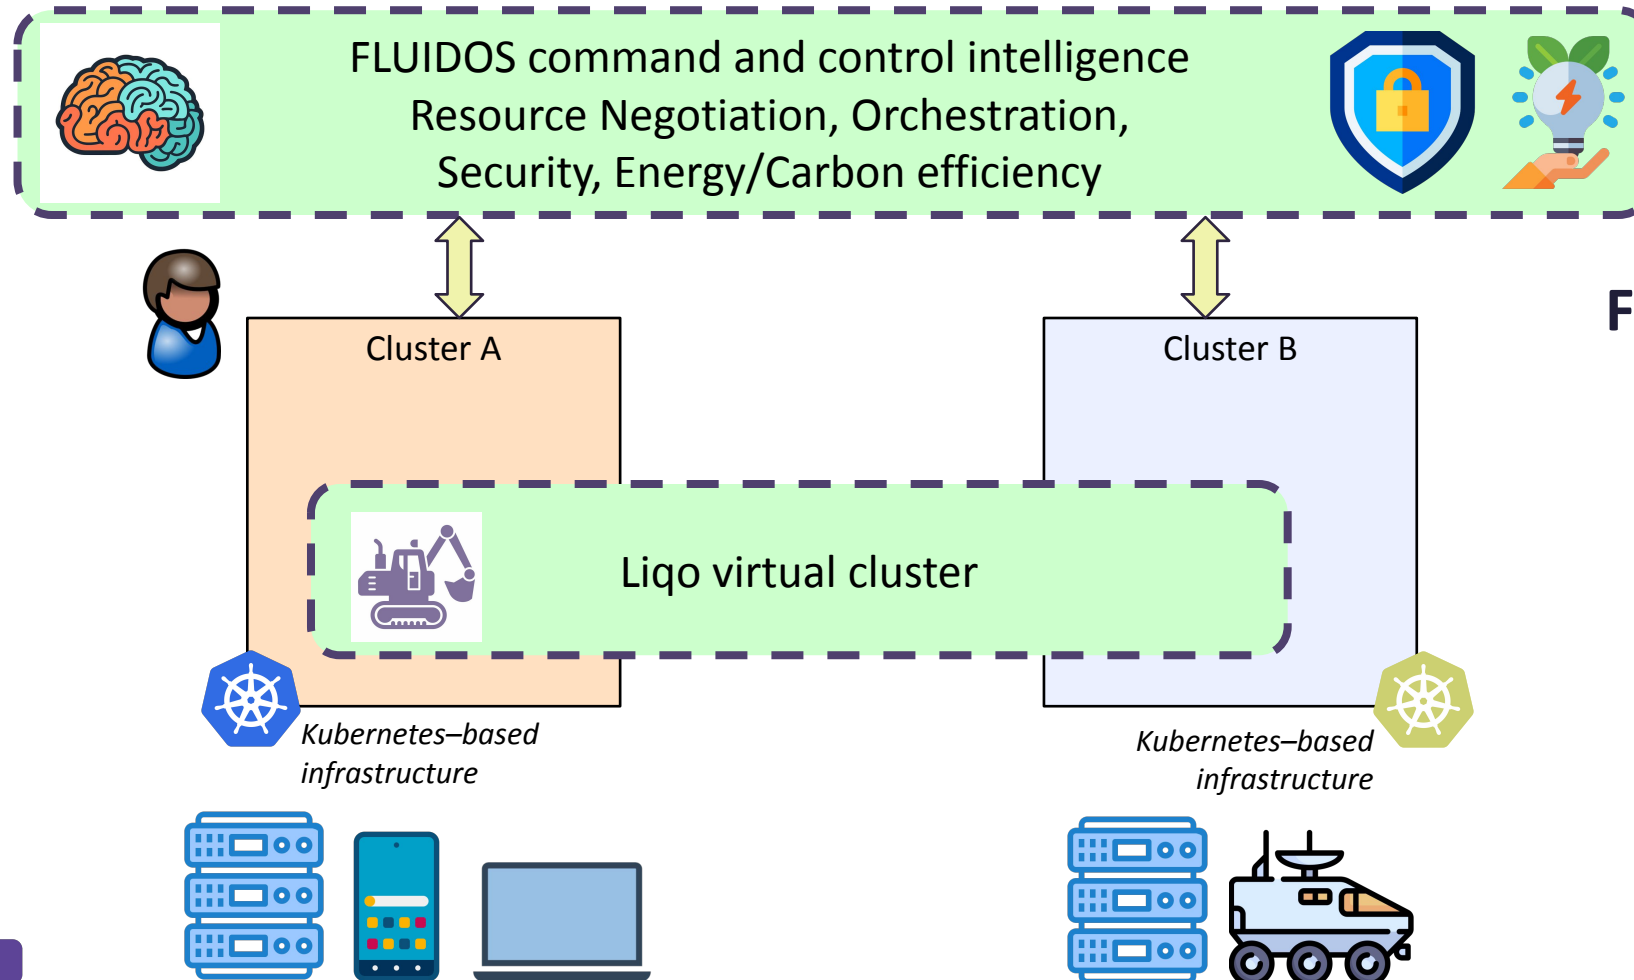 FLUIDOS command and control intelligence
Resource Negotiation, Orchestration,
Security, Energy/Carbon efficiency
F
Cluster A
Cluster B
Liqo virtual cluster
Kubernetes–based
infrastructure
Kubernetes–based
infrastructure